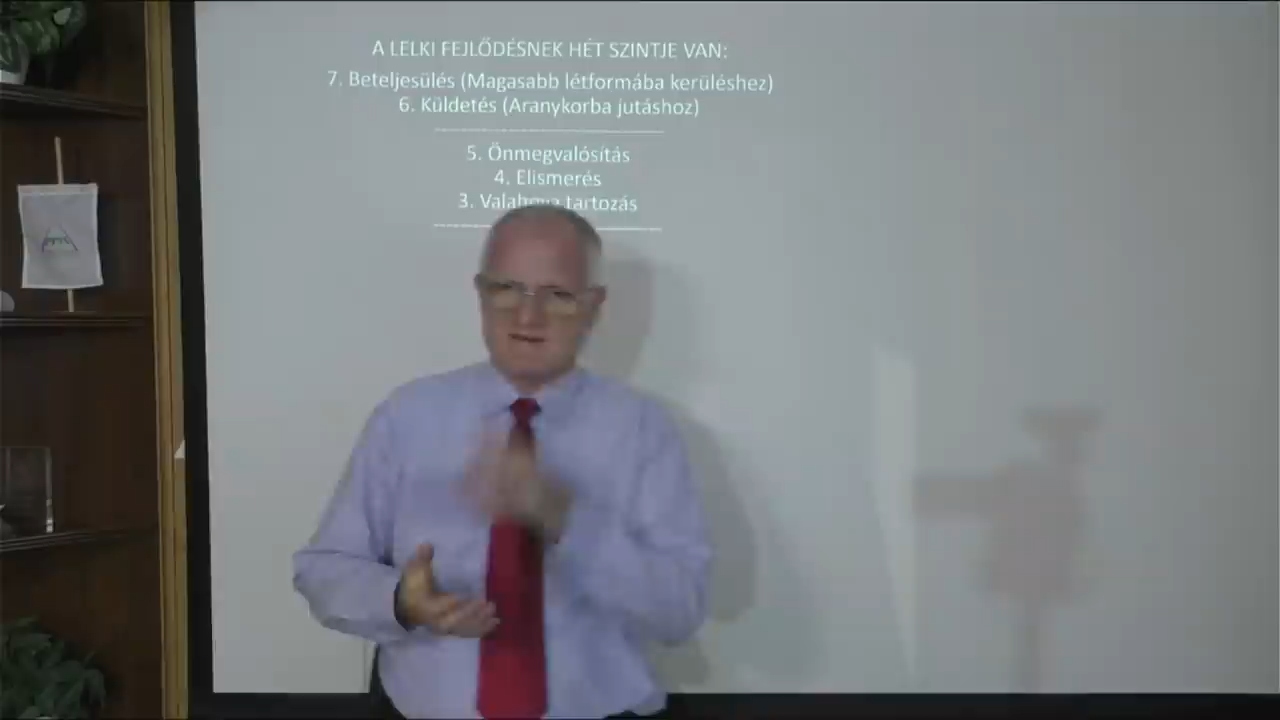 A LELKI FEJLŐDÉSNEK HÉT SZINTJE VAN:
7. Beteljesülés (Magasabb létformába kerüléshez)
6. Küldetés (Aranykorba jutáshoz)
5. Önmegvalósítás
4. Elismerés
3. tartozás